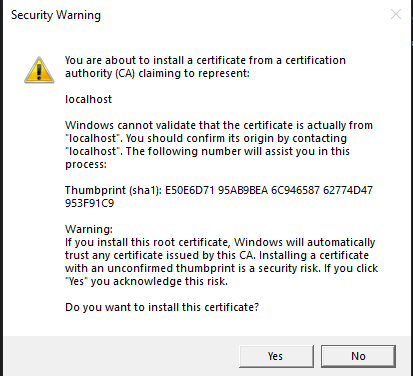 Security Warning
You are about to install a certificate from a certification
authority (CA) claiming to represent:
localhost
Windows cannot validate that the certificate is actually from
"localhost". You should confirm its origin by contacting
"localhost". The following number will assist you in this
process:
Thumbprint (sha1): E50E6D71 95AB9BEA 6C946587 62774D47
953F91C9
Warning:
If you install this root certificate, Windows will automatically
trust any certificate issued by this CA. Installing a certificate
with an unconfirmed thumbprint is a security risk. If you click
"Yes" you acknowledge this risk.
Do you want to install this certificate?
Yes
No